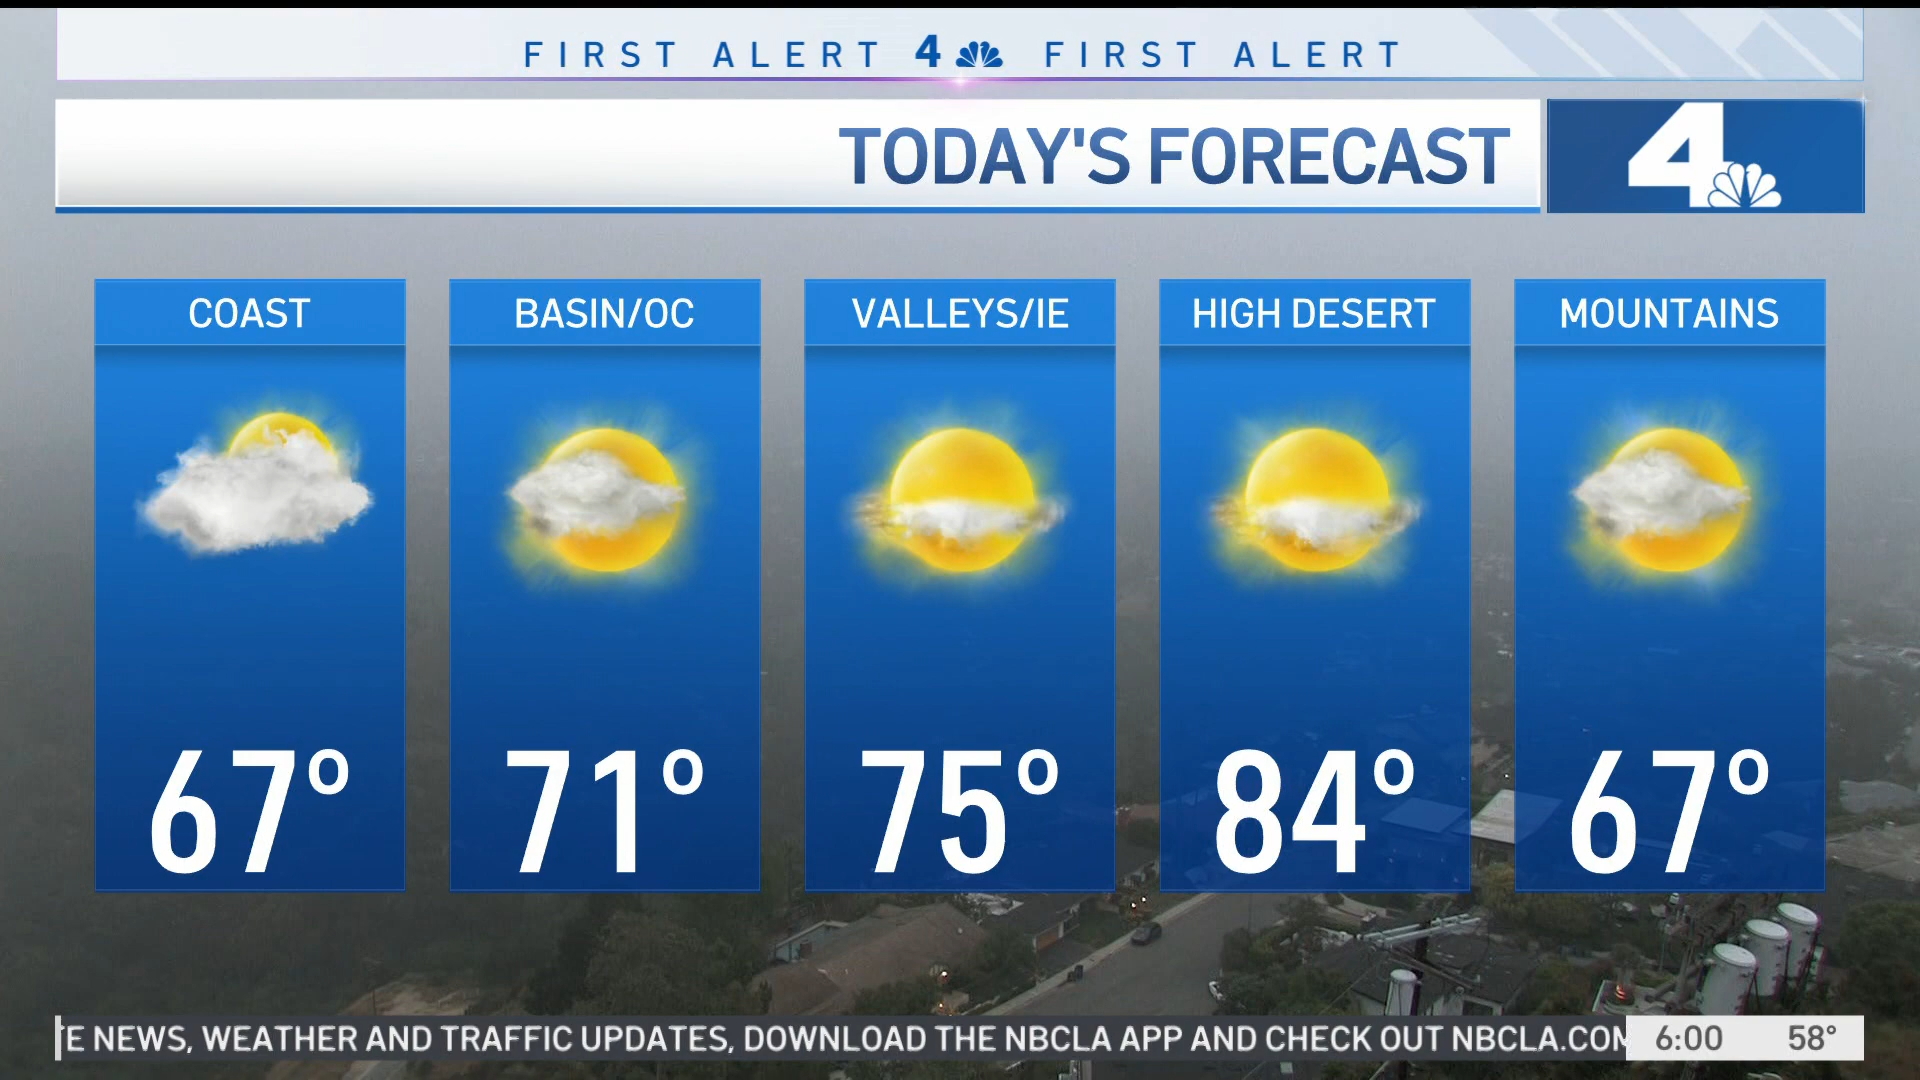 FIRST ALERT 4 FIRST ALERT
TODAY'S FORECAST
4
COAST
67°
BASIN/OC
71°
VALLEYS/IE
75°
HIGH DESERT
84°
MOUNTAINS
67°
E NEWS, WEATHER AND TRAFFIC UPDATES, DOWNLOAD THE NBCLA APP AND CHECK OUT NBCLA.COM
6:00 58°